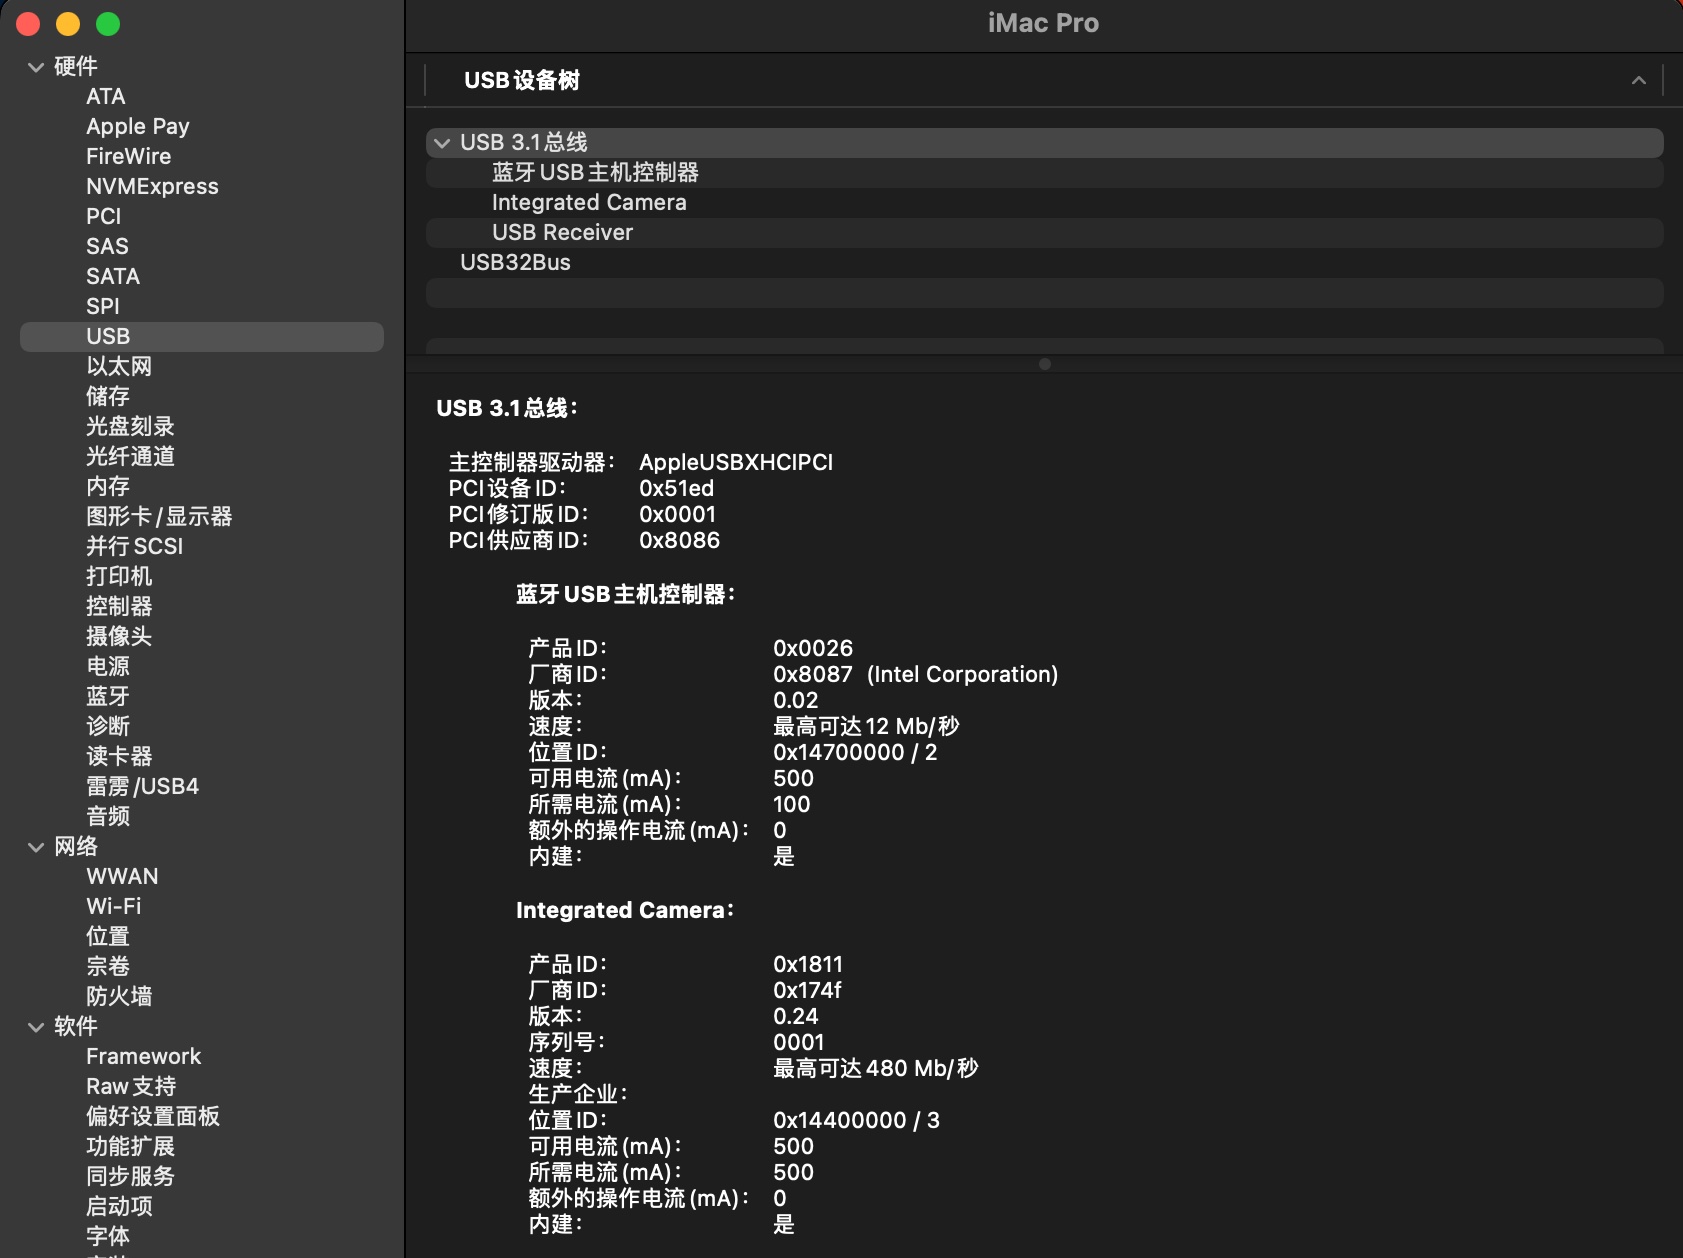 iMac Pro
硬件
ATA
Apple Pay
FireWire
NVMExpress
PCI
SAS
SATA
SPI
USB
以太网
储存
光盘刻录
光纤通道
内存
图形卡/显示器
并行SCSI
打印机
控制器
摄像头
电源
蓝牙
诊断
读卡器
雷雳/USB4
音频
网络
WWAN
Wi-Fi
位置
宗卷
防火墙
软件
Framework
Raw支持
偏好设置面板
功能扩展
同步服务
启动项
字体
USB设备树
USB 3.1总线
蓝牙USB主机控制器
Integrated Camera
USB Receiver
USB32Bus
USB 3.1总线：
主控制器驱动器： AppleUSBXHCIPCI
PCI设备ID： 0x51ed
PCI修订版ID： 0x0001
PCI供应商ID： 0x8086
蓝牙USB主机控制器：
产品ID： 0x0026
厂商ID： 0x8087 (Intel Corporation)
版本： 0.02
速度： 最高可达12 Mb/秒
位置ID： 0x14700000 / 2
可用电流(mA)： 500
所需电流(mA)： 100
额外的操作电流(mA)： 0
内建： 是
Integrated Camera：
产品ID： 0x1811
厂商ID： 0x174f
版本： 0.24
序列号： 0001
速度： 最高可达480 Mb/秒
生产企业：
位置ID： 0x14400000 / 3
可用电流(mA)： 500
所需电流(mA)： 500
额外的操作电流(mA)： 0
内建： 是